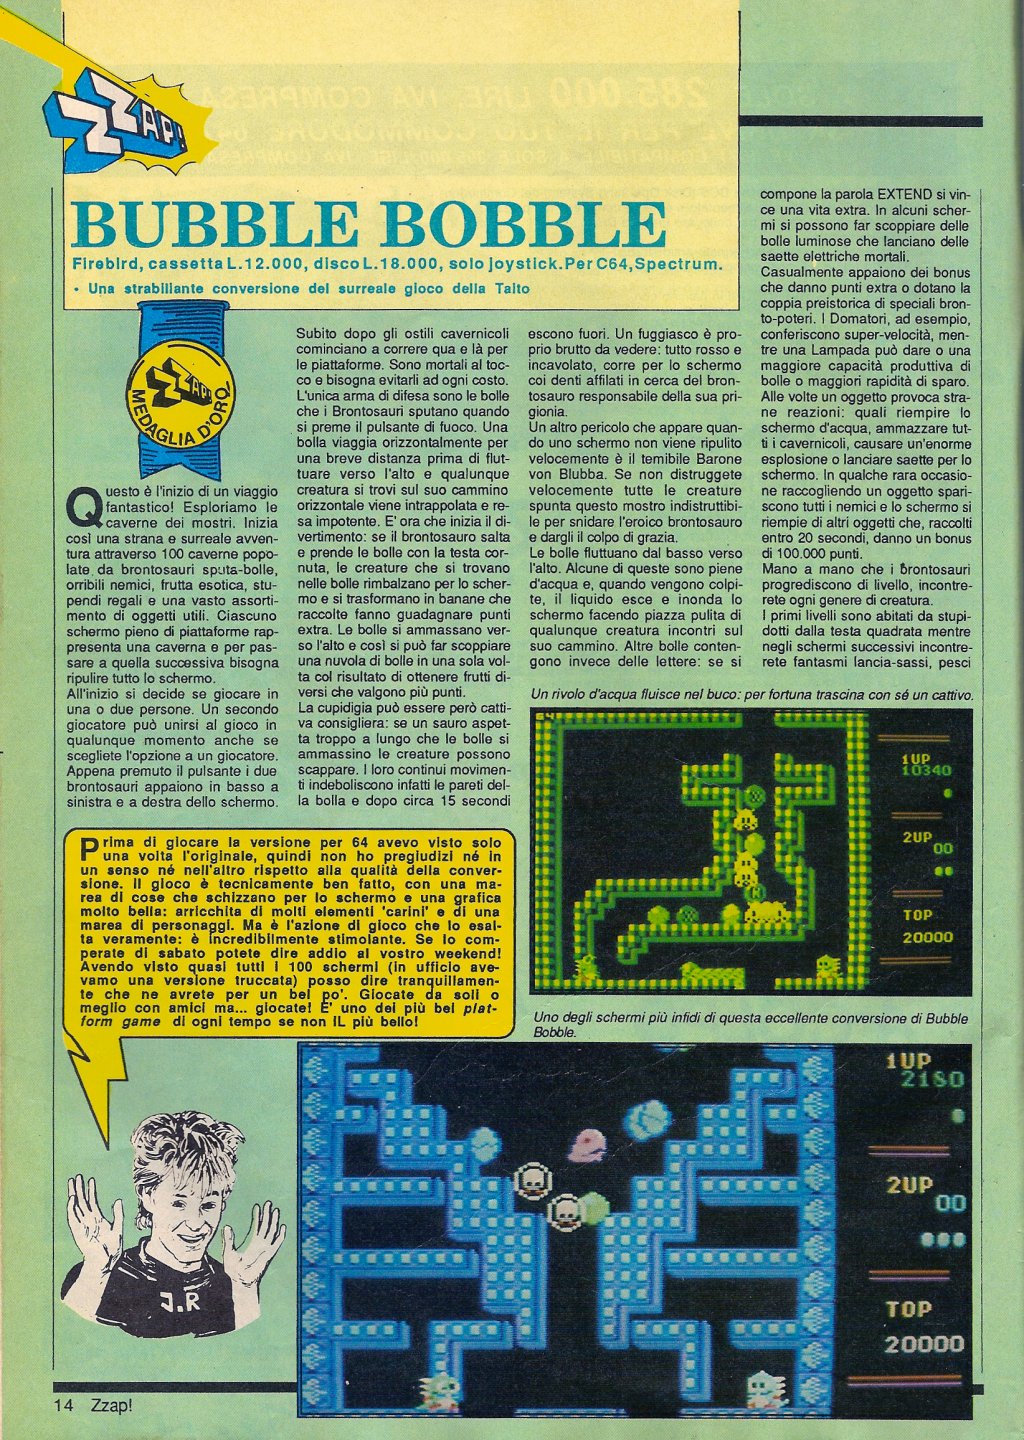 ZZAP!
BUBBLE BOBBLE
Firebird, cassetta L.12.000, disco L.18.000, solo joystick. Per C64, Spectrum.
• Una strabiliante conversione del surreale gioco della Taito
ZZAP!
MEDAGLIA D'ORO
Questo è l'inizio di un viaggio
fantastico! Esploriamo le
caverne dei mostri. Inizia
così una strana e surreale avven-
tura attraverso 100 caverne popo-
late da brontosauri sputa-bolle,
orribili nemici, frutta esotica, stu-
pendi regali e una vasto assorti-
mento di oggetti utili. Ciascuno
schermo pieno di piattaforme rap-
presenta una caverna e per pas-
sare a quella successiva bisogna
ripulire tutto lo schermo.
All'inizio si decide se giocare in
una o due persone. Un secondo
giocatore può unirsi al gioco in
qualunque momento anche se
scegliete l'opzione a un giocatore.
Appena premuto il pulsante i due
brontosauri appaiono in basso a
sinistra e a destra dello schermo.
Subito dopo gli ostili cavernicoli
cominciano a correre qua e là per
le piattaforme. Sono mortali al toc-
co e bisogna evitarli ad ogni costo.
L'unica arma di difesa sono le bolle
che i Brontosauri sputano quando
si preme il pulsante di fuoco. Una
bolla viaggia orizzontalmente per
una breve distanza prima di flut-
tuare verso l'alto e qualunque
creatura si trovi sul suo cammino
orizzontale viene intrappolata e re-
sa impotente. E' ora che inizia il di-
vertimento: se il brontosauro salta
e prende le bolle con la testa cor-
nuta, le creature che si trovano
nelle bolle rimbalzano per lo scher-
mo e si trasformano in banane che
raccolte fanno guadagnare punti
extra. Le bolle si ammassano ver-
so l'alto e così si può far scoppiare
una nuvola di bolle in una sola vol-
ta col risultato di ottenere frutti di-
versi che valgono più punti.
La cupidigia può essere però catti-
va consigliera: se un sauro aspet-
ta troppo a lungo che le bolle si
ammassino le creature possono
scappare. I loro continui movimen-
ti indeboliscono infatti le pareti del-
la bolla e dopo circa 15 secondi
escono fuori. Un fuggiasco è pro-
prio brutto da vedere: tutto rosso e
incavolato, corre per lo schermo
coi denti affilati in cerca del bron-
tosauro responsabile della sua pri-
gionia.
Un altro pericolo che appare quan-
do uno schermo non viene ripulito
velocemente è il temibile Barone
von Blubba. Se non distruggete
velocemente tutte le creature
spunta questo mostro indistruttibi-
le per snidare l'eroico brontosauro
e dargli il colpo di grazia.
Le bolle fluttuano dal basso verso
l'alto. Alcune di queste sono piene
d'acqua e, quando vengono colpi-
te, il liquido esce e inonda lo
schermo facendo piazza pulita di
qualunque creatura incontri sul
suo cammino. Altre bolle conten-
gono invece delle lettere: se si
compone la parola EXTEND si vin-
ce una vita extra. In alcuni scher-
mi si possono far scoppiare delle
bolle luminose che lanciano delle
saette elettriche mortali.
Casualmente appaiono dei bonus
che danno punti extra o dotano la
coppia preistorica di speciali bron-
to-poteri. I Domatori, ad esempio,
conferiscono super-velocità, men-
tre una Lampada può dare o una
maggiore capacità produttiva di
bolle o maggiori rapidità di sparo.
Alle volte un oggetto provoca stra-
ne reazioni: quali riempire lo
schermo d'acqua, ammazzare tut-
ti i cavernicoli, causare un'enorme
esplosione o lanciare saette per lo
schermo. In qualche rara occasio-
ne raccogliendo un oggetto spari-
scono tutti i nemici e lo schermo si
riempie di altri oggetti che, raccolti
entro 20 secondi, danno un bonus
di 100.000 punti.
Mano a mano che i Brontosauri
progrediscono di livello, incontre-
rete ogni genere di creatura.
I primi livelli sono abitati da stupi-
dotti dalla testa quadrata mentre
negli schermi successivi incontre-
rete fantasmi lancia-sassi, pesci
Un rivolo d'acqua fluisce nel buco: per fortuna trascina con sé un cattivo.
1UP
10340
2UP
00
TOP
20000
Prima di giocare la versione per 64 avevo visto solo
una volta l'originale, quindi non ho pregiudizi né in
un senso né nell'altro rispetto alla qualità della conver-
sione. Il gioco è tecnicamente ben fatto, con una ma-
rea di cose che schizzano per lo schermo e una grafica
molto bella: arricchita di molti elementi 'carini' e di una
marea di personaggi. Ma è l'azione di gioco che lo esal-
ta veramente: è incredibilmente stimolante. Se lo com-
perate di sabato potete dire addio al vostro weekend!
Avendo visto quasi tutti i 100 schermi (in ufficio ave-
vamo una versione truccata) posso dire tranquillamen-
te che ne avrete per un bel po'. Giocate da soli o
meglio con amici ma... giocate! E' uno dei più bei plat-
form game di ogni tempo se non IL più bello!
J.R
Uno degli schermi più infidi di questa eccellente conversione di Bubble
Bobble.
1UP
2180
2UP
00
TOP
20000
14 Zzap!